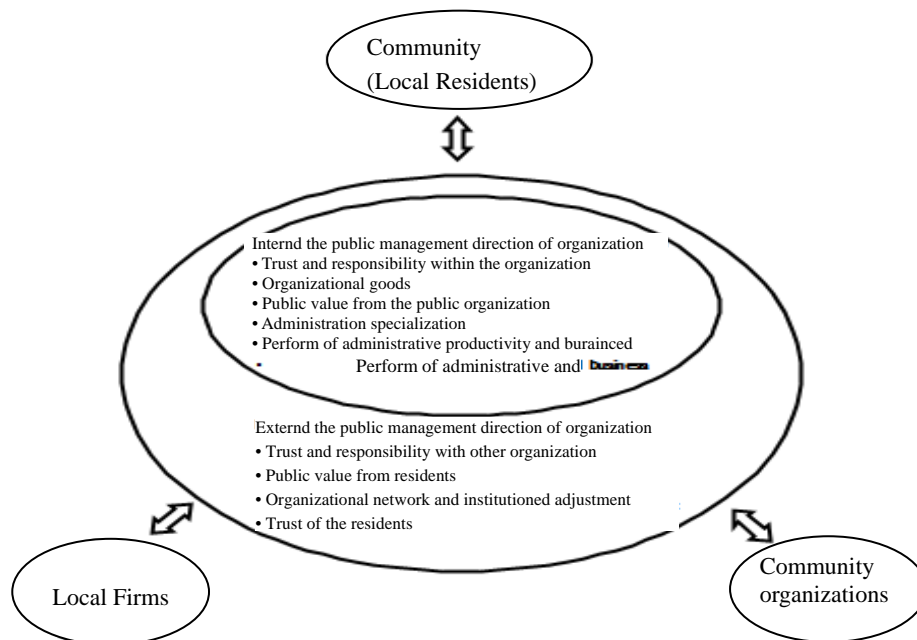 Community
(Local Residents)
Internd the public management direction of organization
• Trust and responsibility within the organization
• Organizational goods
• Public value from the public organization
• Administration specialization
• Perform of administrative productivity and burainced
• Perform of administrative and business
Externd the public management direction of organization
• Trust and responsibility with other organization
• Public value from residents
• Organizational network and institutioned adjustment
• Trust of the residents
Local Firms
Community
organizations